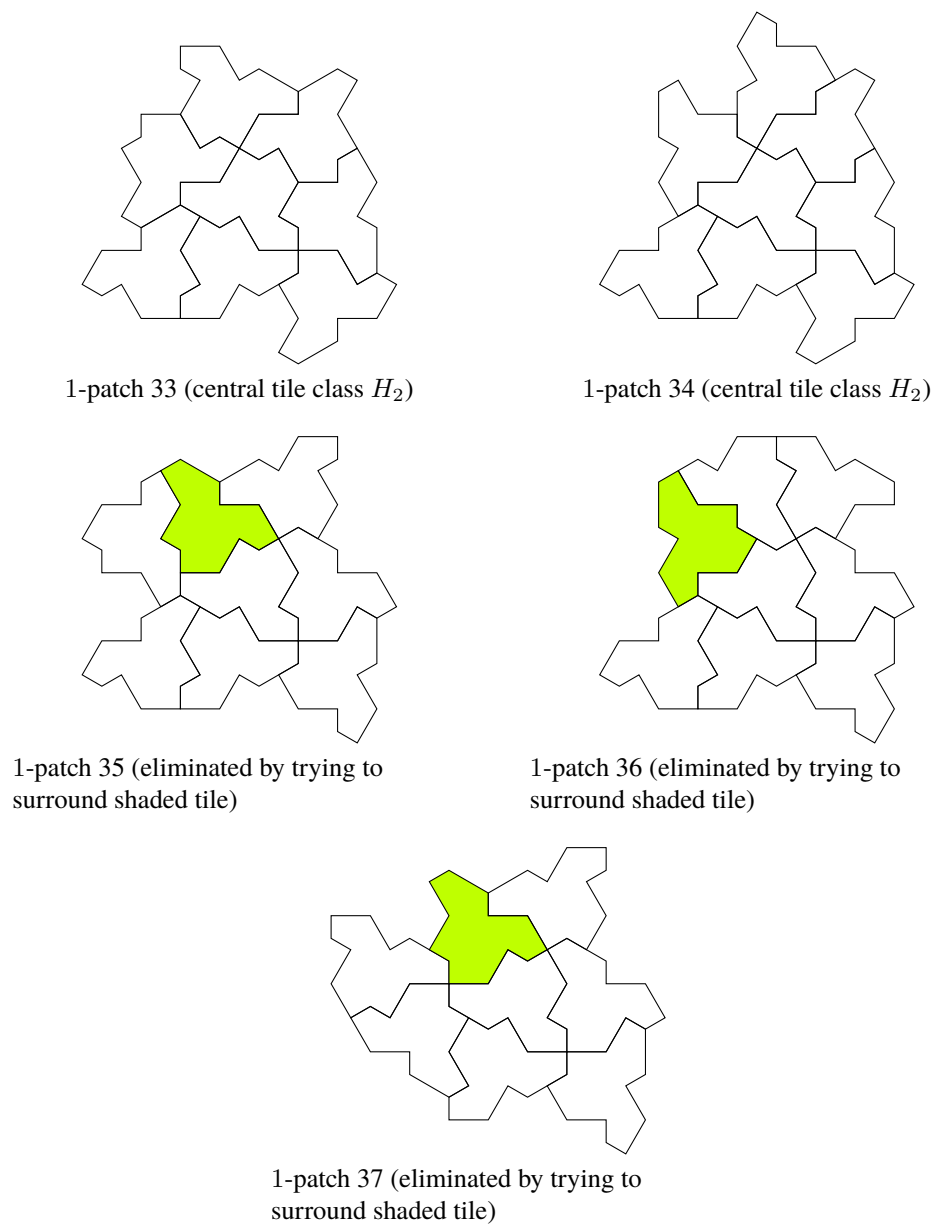 1-patch 33 (central tile class H₂)
1-patch 34 (central tile class H₂)
1-patch 35 (eliminated by trying to
surround shaded tile)
1-patch 36 (eliminated by trying to
surround shaded tile)
1-patch 37 (eliminated by trying to
surround shaded tile)